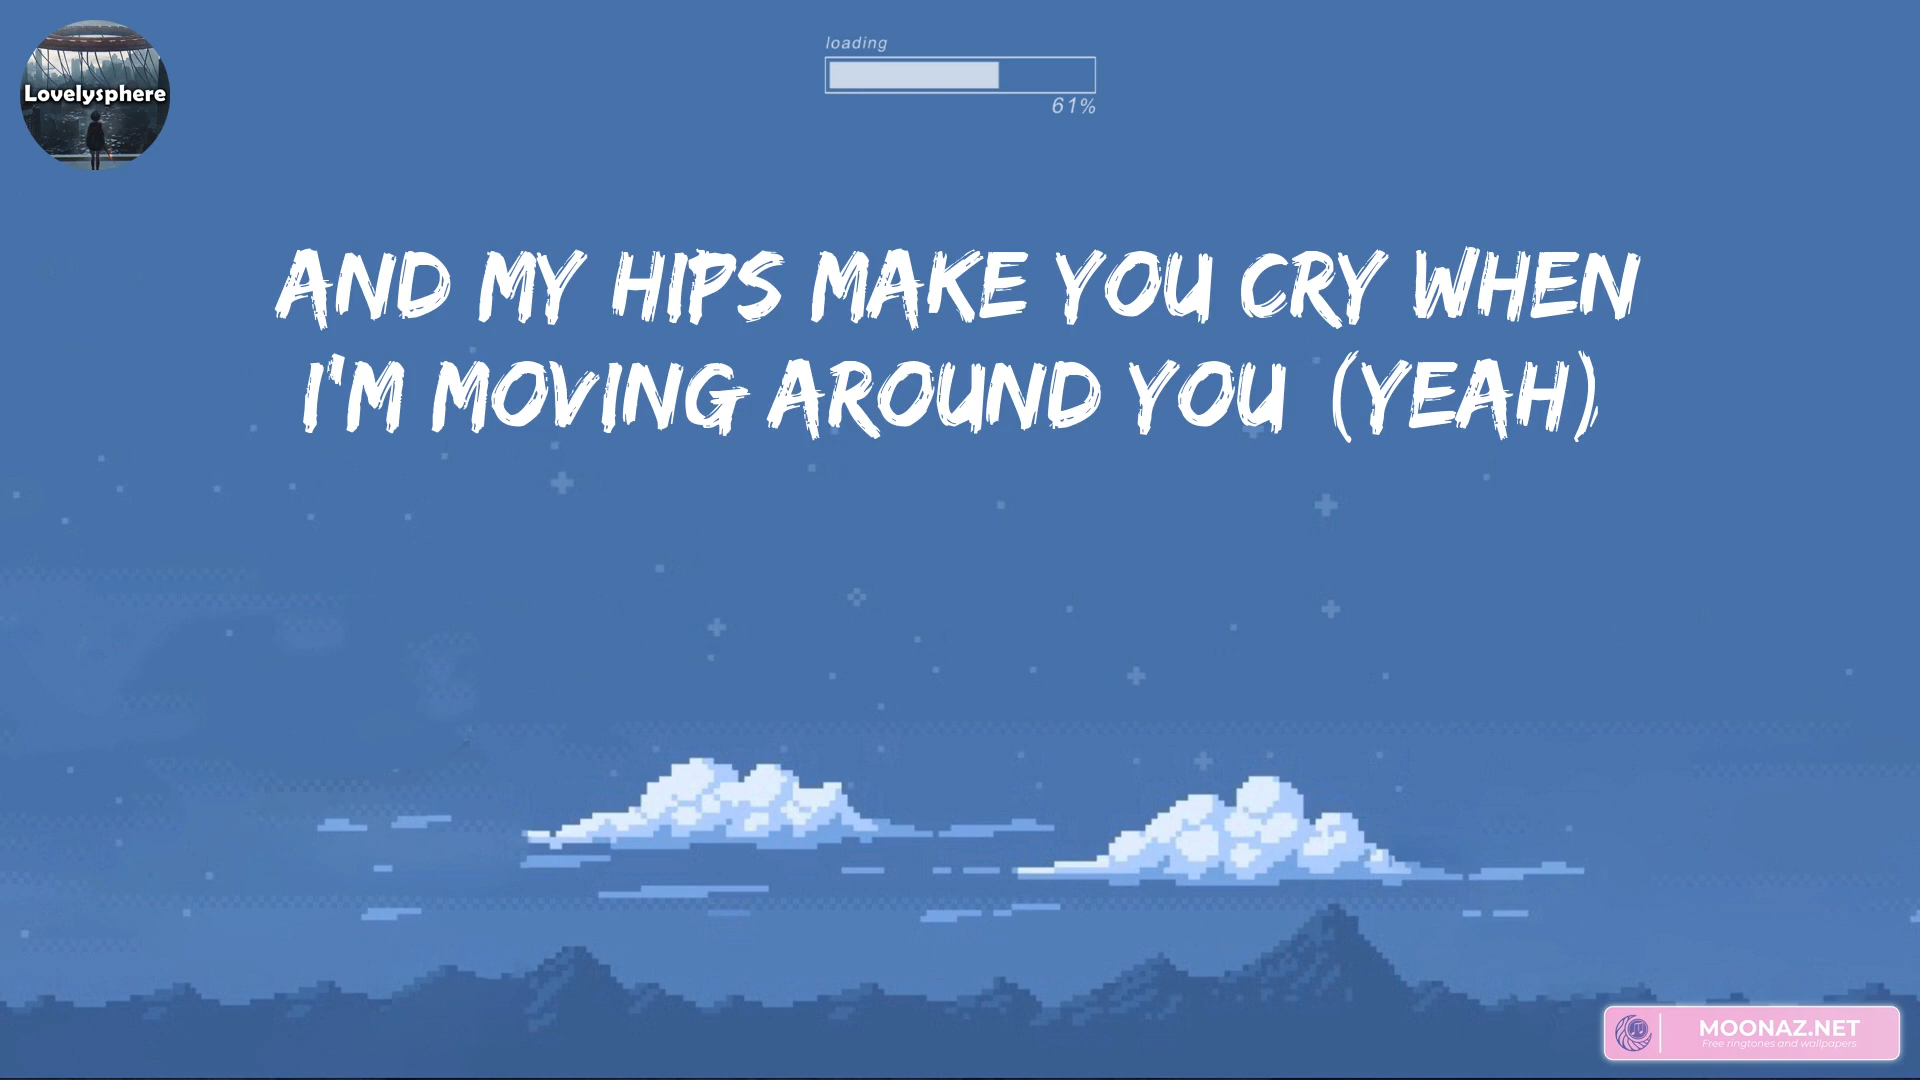 loading
61%
Lovelysphere
AND MY HIPS MAKE YOU CRY WHEN
I'M MOVING AROUND YOU (YEAH)
MOONAZ.NET
Free ringtones and wallpapers